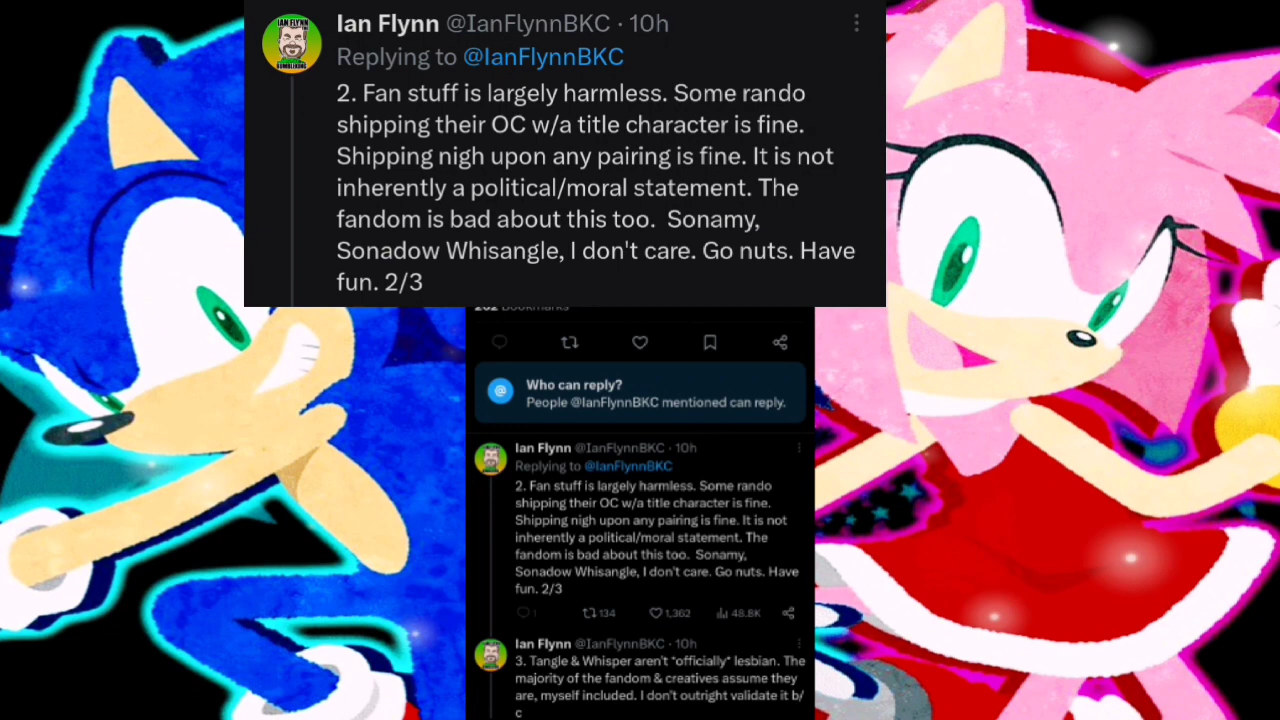 IAN FLYNN
BUMBLEKING
Ian Flynn @IanFlynnBKC · 10h
Replying to @IanFlynnBKC
2. Fan stuff is largely harmless. Some rando
shipping their OC w/a title character is fine.
Shipping nigh upon any pairing is fine. It is not
inherently a political/moral statement. The
fandom is bad about this too.  Sonamy,
Sonadow Whisangle, I don't care. Go nuts. Have
fun. 2/3
Bookmarks
@
Who can reply?
People @IanFlynnBKC mentioned can reply.
Ian Flynn @IanFlynnBKC · 10h
Replying to @IanFlynnBKC
2. Fan stuff is largely harmless. Some rando
shipping their OC w/a title character is fine.
Shipping nigh upon any pairing is fine. It is not
inherently a political/moral statement. The
fandom is bad about this too.  Sonamy,
Sonadow Whisangle, I don't care. Go nuts. Have
fun. 2/3
1 134 1,362 48.8K
Ian Flynn @IanFlynnBKC · 10h
3. Tangle & Whisper aren't *officially* lesbian. The
majority of the fandom & creatives assume they
are, myself included. I don't outright validate it b/
c